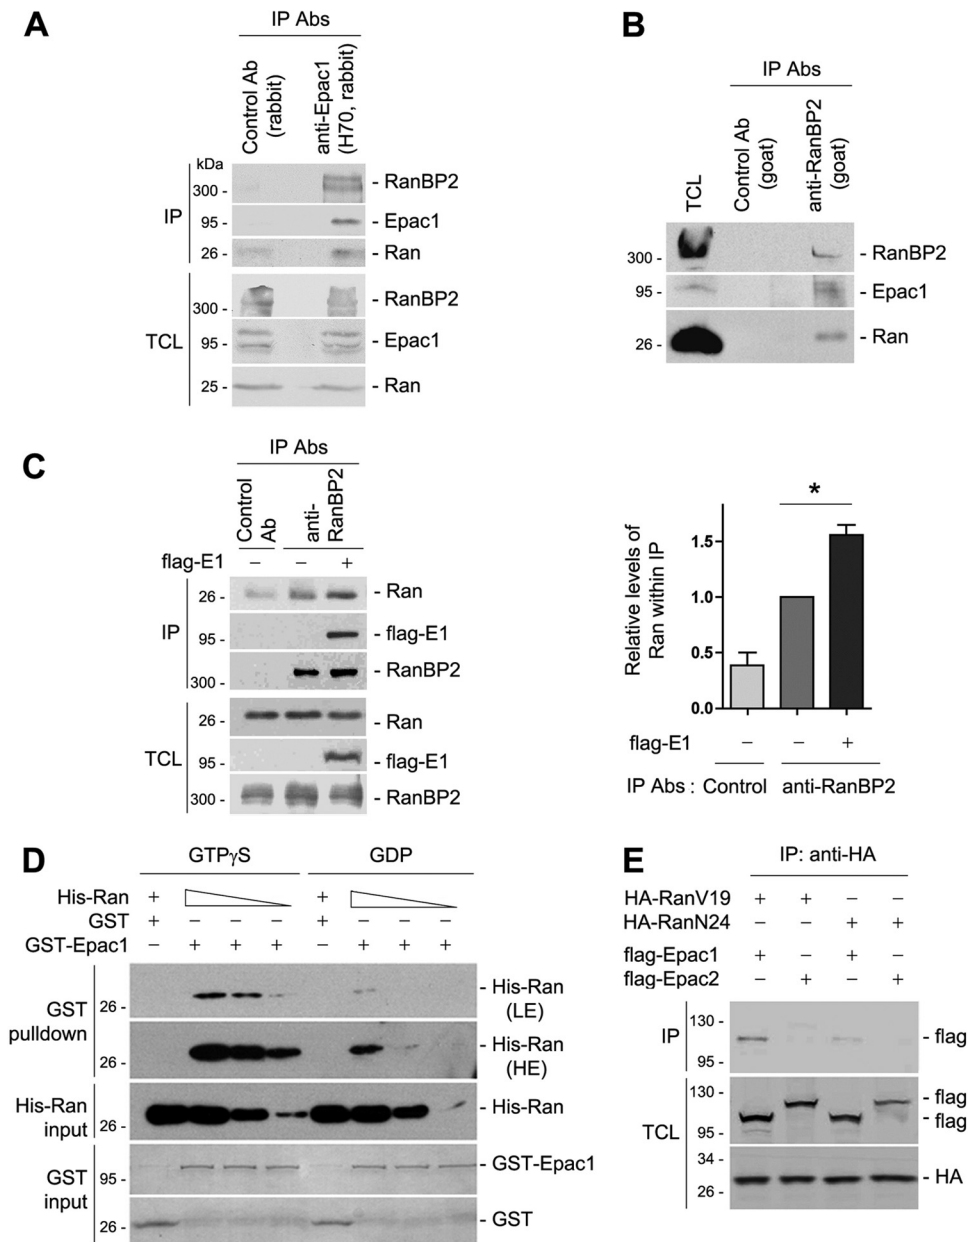 A
IP Abs
Control Ab
(rabbit)
anti-Epac1
(H70, rabbit)
kDa
IP
300 -
- RanBP2
95 -
- Epac1
26 -
- Ran
TCL
300 -
- RanBP2
95 -
- Epac1
25 -
- Ran
B
IP Abs
TCL
Control Ab
(goat)
anti-RanBP2
(goat)
300 -
- RanBP2
95 -
- Epac1
26 -
- Ran
C
IP Abs
Control
Ab
anti-
RanBP2
flag-E1
− − +
IP
26 -
- Ran
95 -
- flag-E1
300 -
- RanBP2
TCL
26 -
- Ran
95 -
- flag-E1
300 -
- RanBP2
Relative levels of
Ran within IP
*
1.5
1.0
0.5
0.0
flag-E1 − − +
IP Abs : Control anti-RanBP2
D
GTPγS GDP
His-Ran + +
GST + − − − + − − −
GST-Epac1 − + + + − + + +
GST
pulldown
26 -
- His-Ran
(LE)
26 -
- His-Ran
(HE)
His-Ran
input
26 -
- His-Ran
GST
input
95 -
- GST-Epac1
26 -
- GST
E
IP: anti-HA
HA-RanV19 + + − −
HA-RanN24 − − + +
flag-Epac1 + − + −
flag-Epac2 − + − +
IP
130 -
95 -
- flag
TCL
130 -
- flag
- flag
95 -
34 -
- HA
26 -